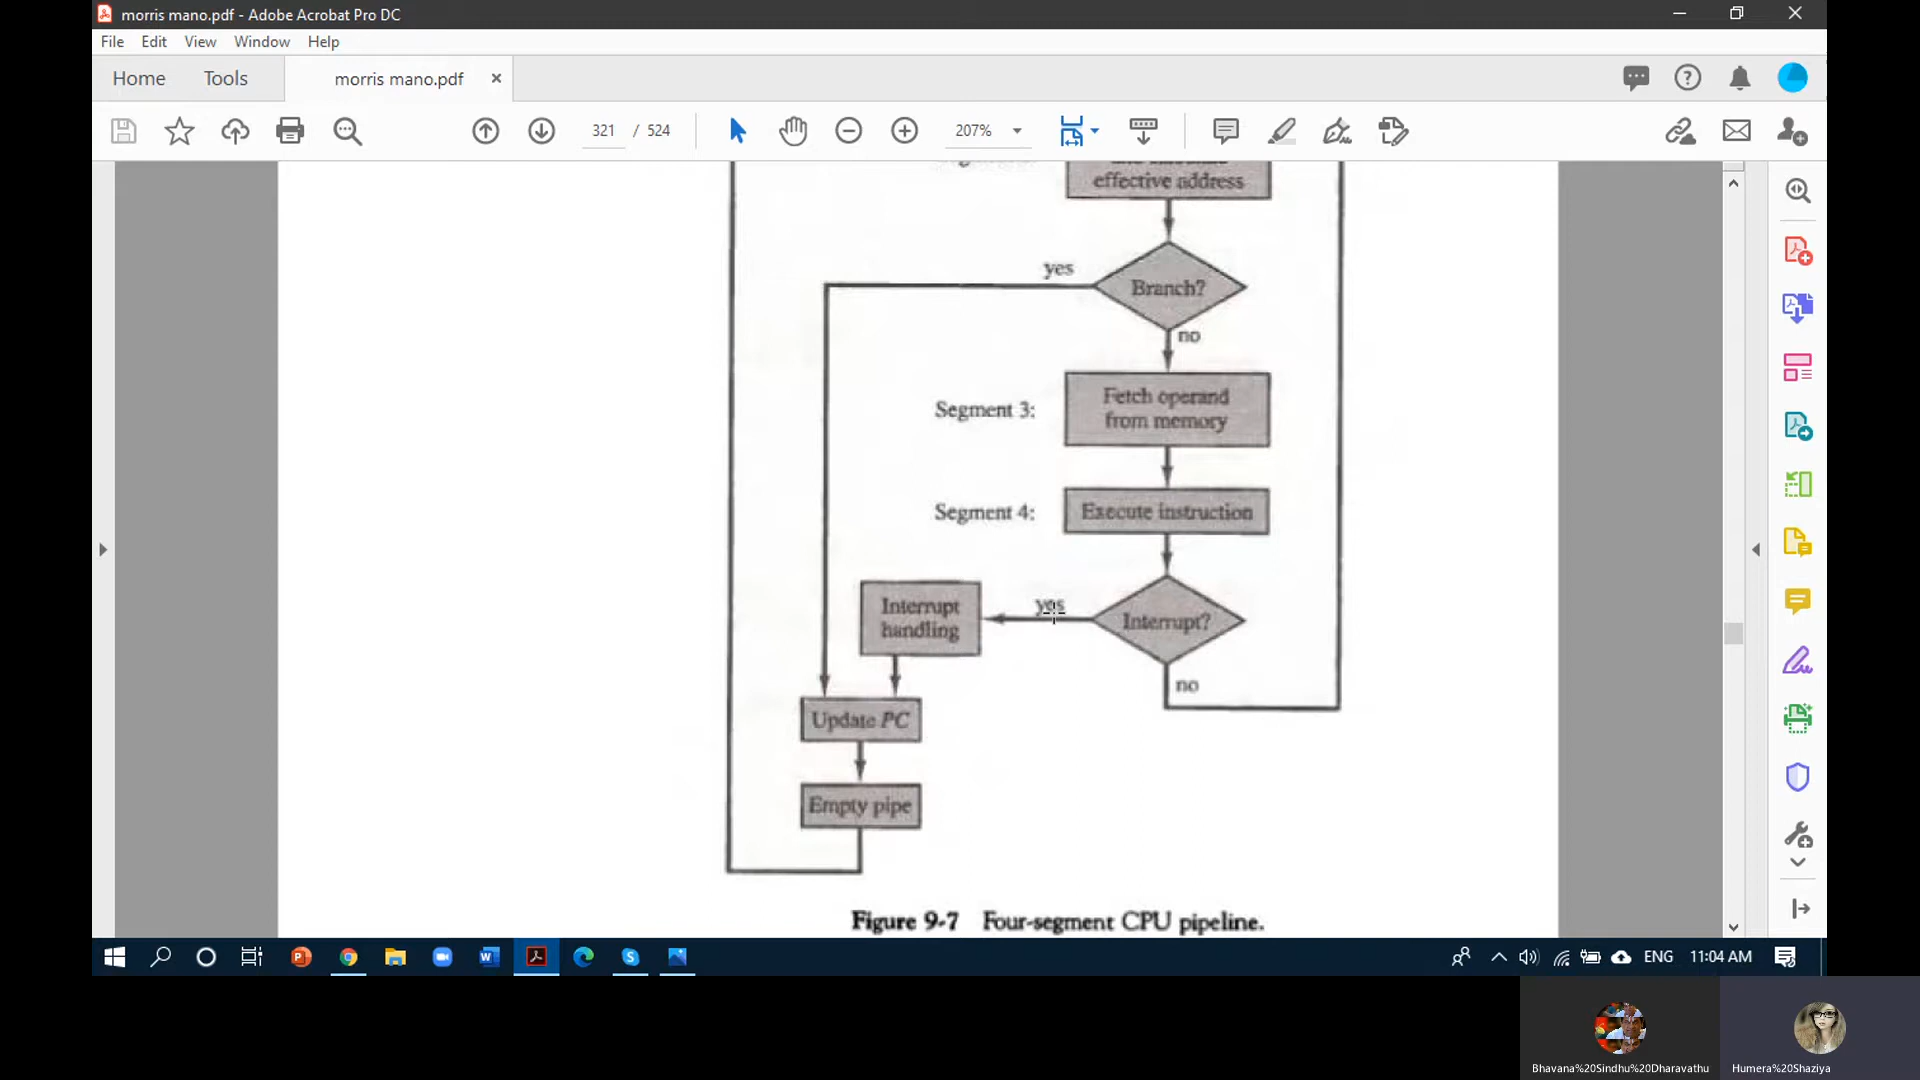 morris mano.pdf - Adobe Acrobat Pro DC
File Edit View Window Help
Home Tools morris mano.pdf
321 / 524 207%
effective address
yes
Branch?
no
Segment 3:
Fetch operand
from memory
Segment 4:
Execute instruction
Interrupt
handling
yes
Interrupt?
no
Update PC
Empty pipe
Figure 9-7 Four-segment CPU pipeline.
ENG 11:04 AM
Bhavana%20Sindhu%20Dharavathu
Humera%20Shaziya